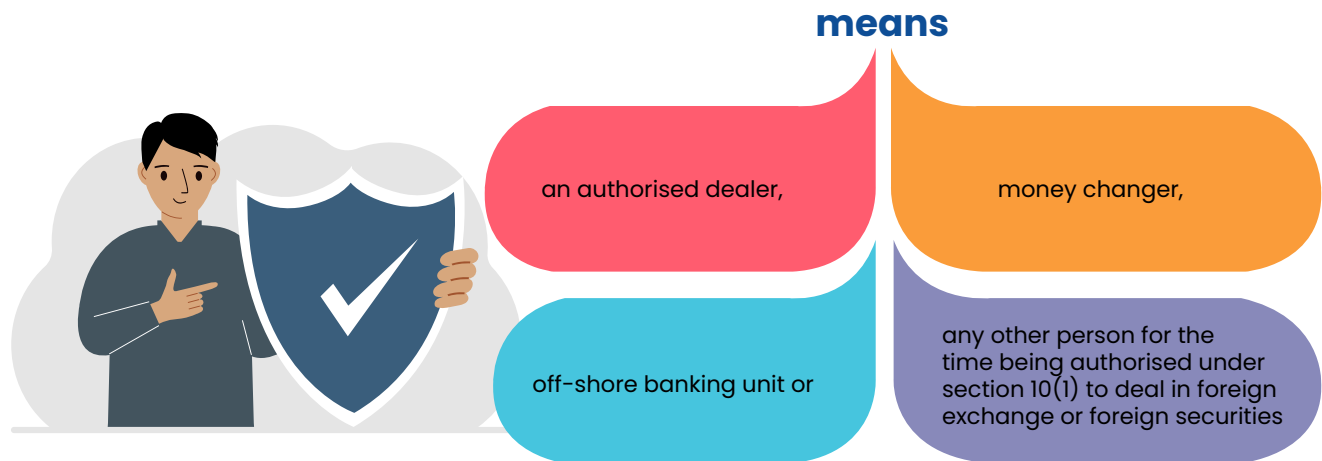 means
an authorised dealer,
money changer,
off-shore banking unit or
any other person for the
time being authorised under
section 10(1) to deal in foreign
exchange or foreign securities